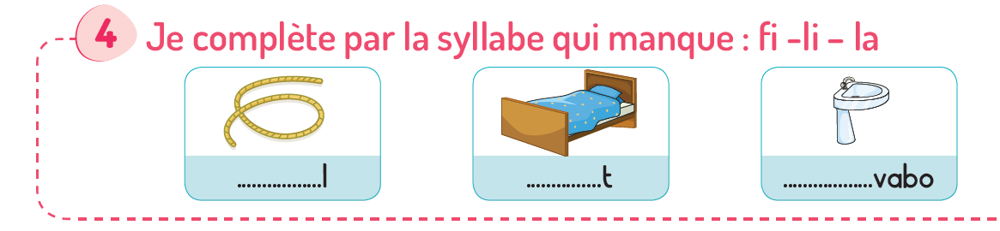 4 Je complète par la syllabe qui manque : fi -li – la
.................l
...............t
..................vabo